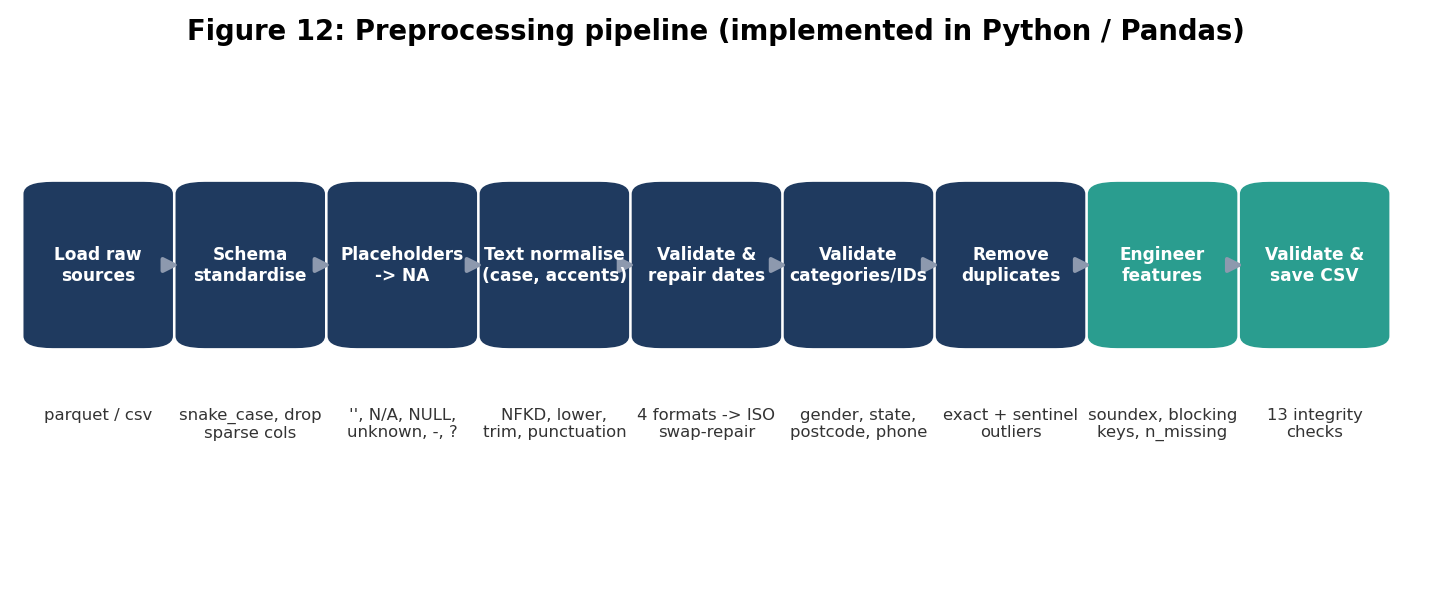 Figure 12: Preprocessing pipeline (implemented in Python / Pandas)
Load raw
sources
Schema
standardise
Placeholders
-> NA
Text normalise
(case, accents)
Validate &
repair dates
Validate
categories/IDs
Remove
duplicates
Engineer
features
Validate &
save CSV
parquet / csv
snake_case, drop
sparse cols
'', N/A, NULL,
unknown, -, ?
NFKD, lower,
trim, punctuation
4 formats -> ISO
swap-repair
gender, state,
postcode, phone
exact + sentinel
outliers
soundex, blocking
keys, n_missing
13 integrity
checks